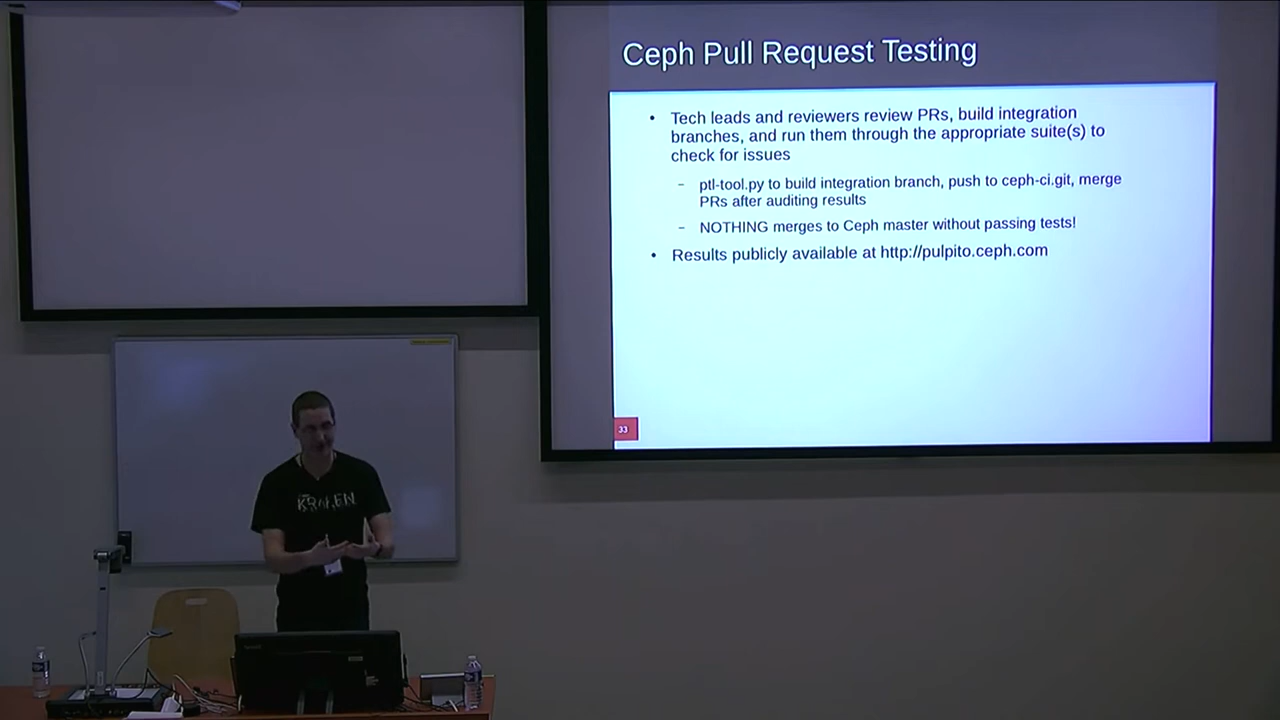 Ceph Pull Request Testing
• Tech leads and reviewers review PRs, build integration
branches, and run them through the appropriate suite(s) to
check for issues
– ptl-tool.py to build integration branch, push to ceph-ci.git, merge
PRs after auditing results
– NOTHING merges to Ceph master without passing tests!
• Results publicly available at http://pulpito.ceph.com
33
KRAKEN